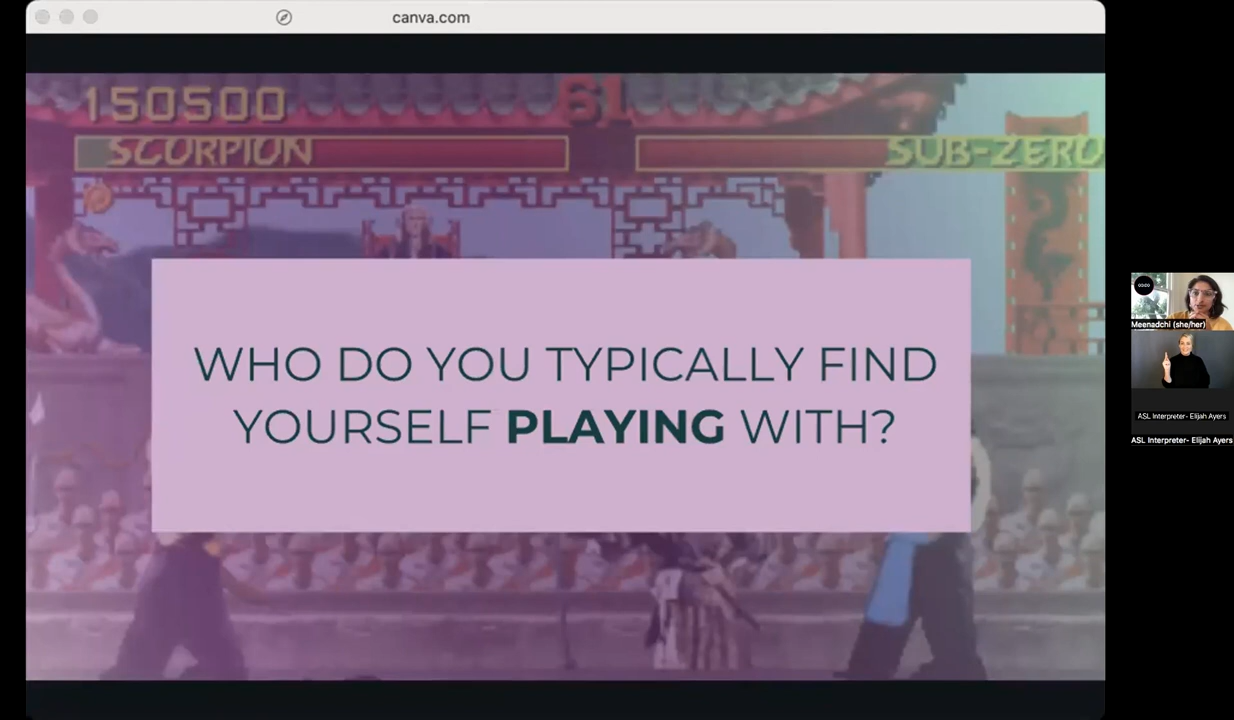 canva.com
150500
61
SCORPION
SUB-ZERO
WHO DO YOU TYPICALLY FIND
YOURSELF PLAYING WITH?
Meenadchi (she/her)
ASL Interpreter- Elijah Ayers
ASL Interpreter- Elijah Ayers